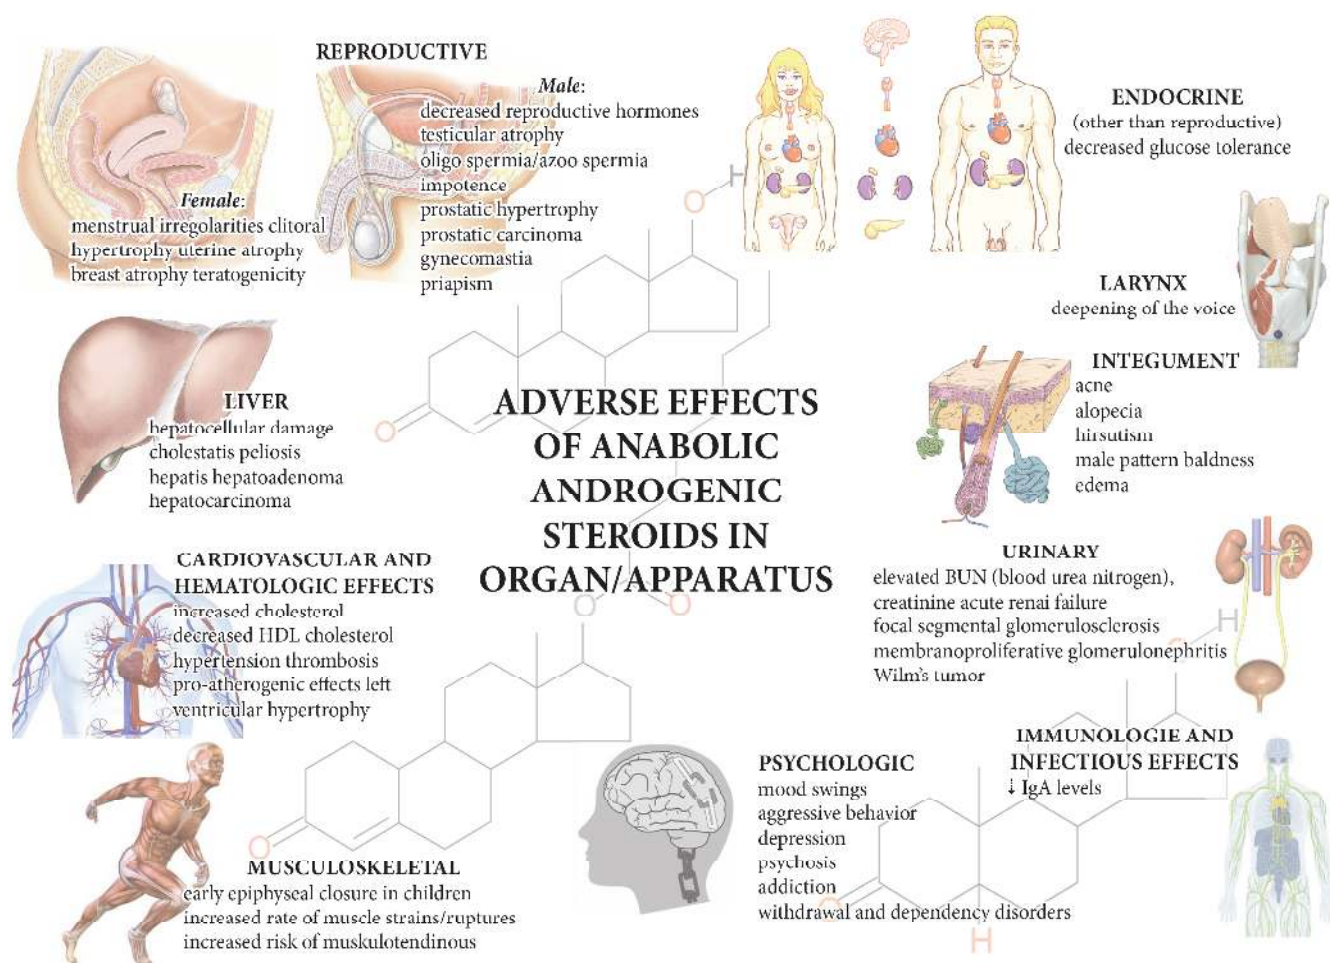 REPRODUCTIVE
Male:
decreased reproductive hormones
testicular atrophy
oligo spermia/azoo spermia
impotence
prostatic hypertrophy
prostatic carcinoma
gynecomastia
priapism
Female:
menstrual irregolarities clitoral
hypertrophy uterine atrophy
breast atrophy teratogenicity
ENDOCRINE
(other than reproductive)
decreased glucose tolerance
LARYNX
deepening of the voice
INTEGUMENT
acne
alopecia
hirsutism
male pattern baldness
edema
LIVER
hepatocellular damage
cholestatis peliosis
hepatis hepatoadenoma
hepatocarcinoma
ADVERSE EFFECTS
OF ANABOLIC
ANDROGENIC
STEROIDS IN
ORGAN/APPARATUS
CARDIOVASCULAR AND
HEMATOLOGIC EFFECTS
increased cholesterol
decreased HDL cholesterol
hypertension thrombosis
pro-atherogenic effects left
ventricular hypertrophy
URINARY
elevated BUN (blood urea nitrogen),
creatinine acute renai failure
focal segmental glomerulosclerosis
membranoproliferative glomerulonephritis
Wilm's tumor
IMMUNOLOGIE AND
INFECTIOUS EFFECTS
↓ IgA levels
PSYCHOLOGIC
mood swings
aggressive behavior
depression
psychosis
addiction
withdrawal and dependency disorders
MUSCULOSKELETAL
early epiphyseal closure in children
increased rate of muscle strains/ruptures
increased risk of muskulotendinous
O
H
O
O
O
O
H
O
O
H